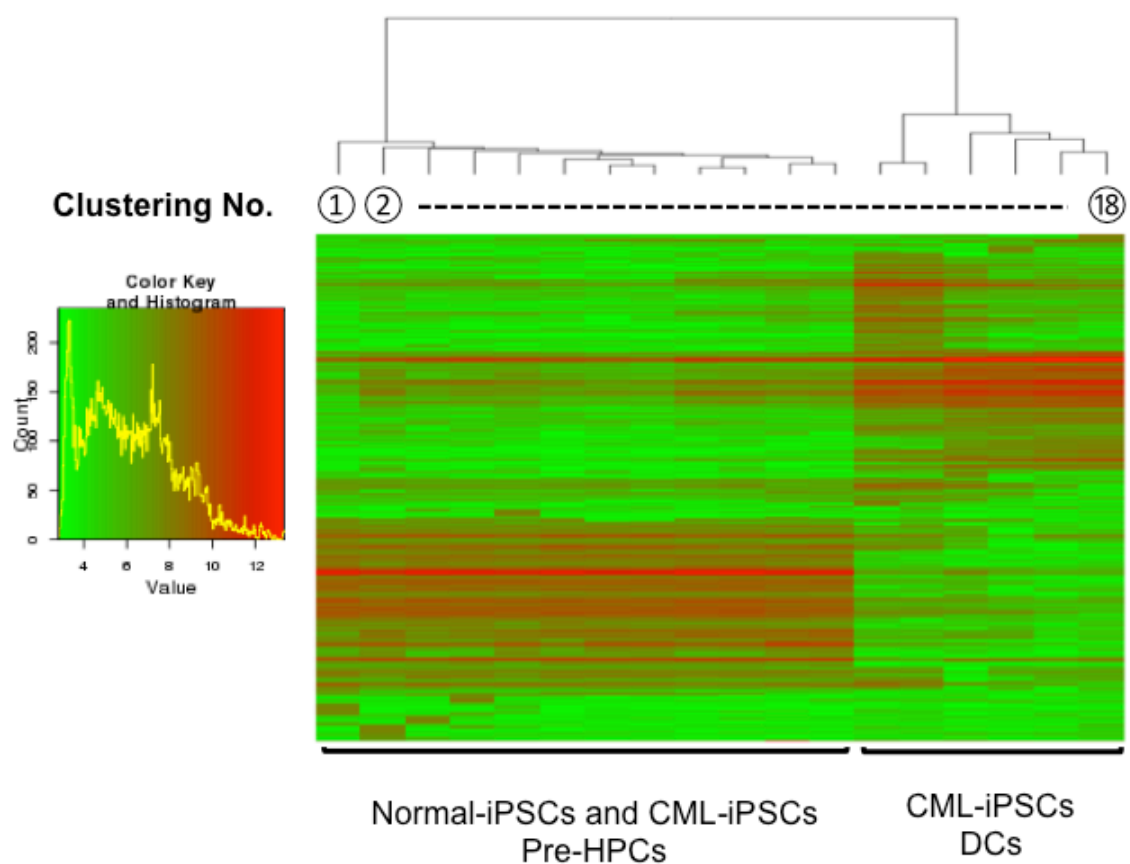 Clustering No.
① ② ⑱
Color Key
and Histogram
Count
0 50 100 150 200
4 6 8 10 12
Value
Normal-iPSCs and CML-iPSCs
Pre-HPCs
CML-iPSCs
DCs